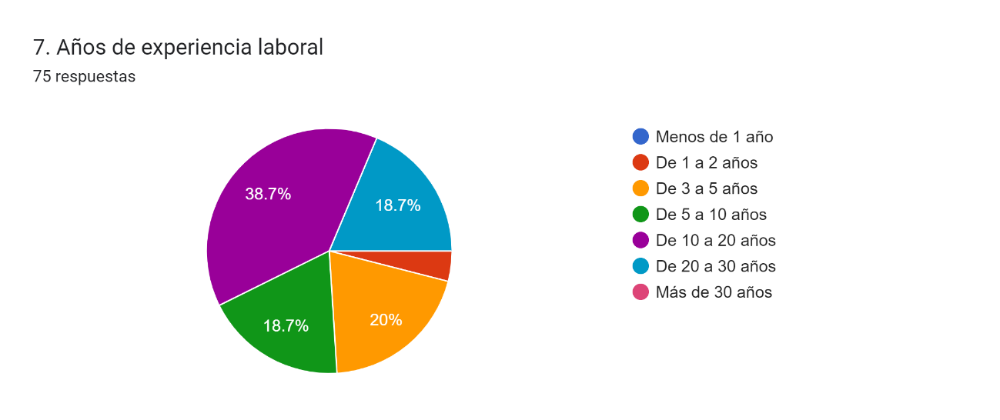 7. Años de experiencia laboral
75 respuestas
38.7%
18.7%
18.7%
20%
Menos de 1 año
De 1 a 2 años
De 3 a 5 años
De 5 a 10 años
De 10 a 20 años
De 20 a 30 años
Más de 30 años